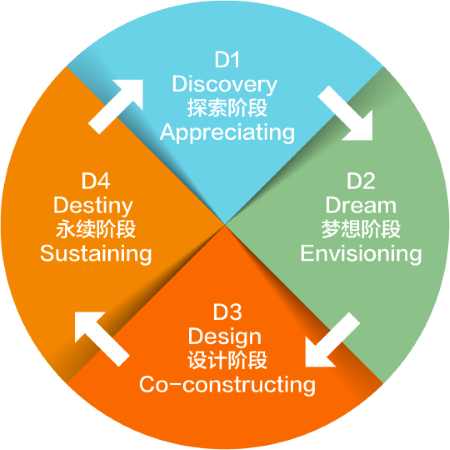 D1
Discovery
探索阶段
Appreciating
D2
Dream
梦想阶段
Envisioning
D3
Design
设计阶段
Co-constructing
D4
Destiny
永续阶段
Sustaining